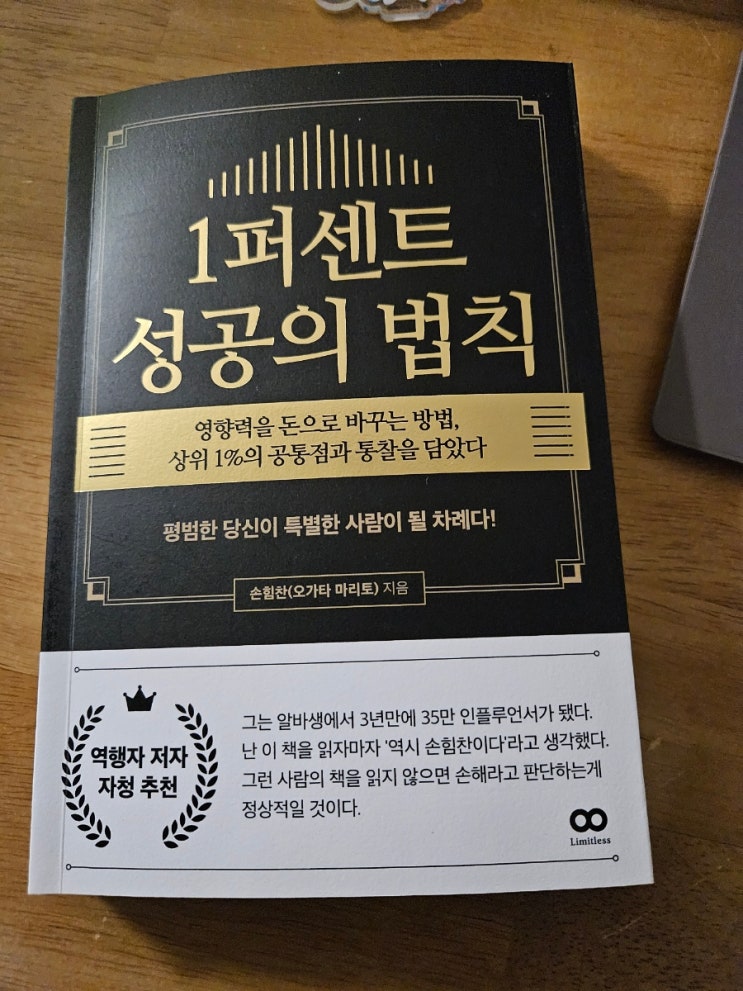 1퍼센트
성공의 법칙
영향력을 돈으로 바꾸는 방법,
상위 1%의 공통점과 통찰을 담았다
평범한 당신이 특별한 사람이 될 차례다!
손힘찬(오가타 마리토) 지음
역행자 저자
자청 추천
그는 알바생에서 3년만에 35만 인플루언서가 됐다.
난 이 책을 읽자마자 '역시 손힘찬이다'라고 생각했다.
그런 사람의 책을 읽지 않으면 손해라고 판단하는게
정상적일 것이다.
Limitless